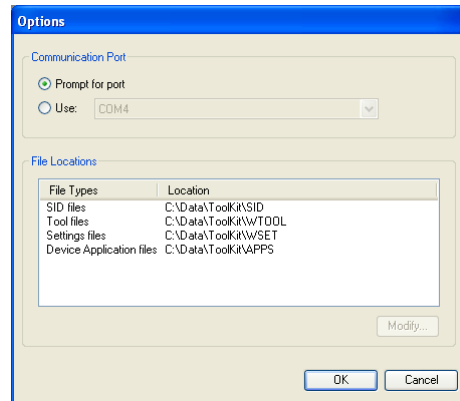 Options
Communication Port
Prompt for port
Use: COM4
File Locations
File Types Location
SID files C:\Data\ToolKit\SID
Tool files C:\Data\ToolKit\WTOOL
Settings files C:\Data\ToolKit\WSET
Device Application files C:\Data\ToolKit\APPS
Modify...
OK Cancel